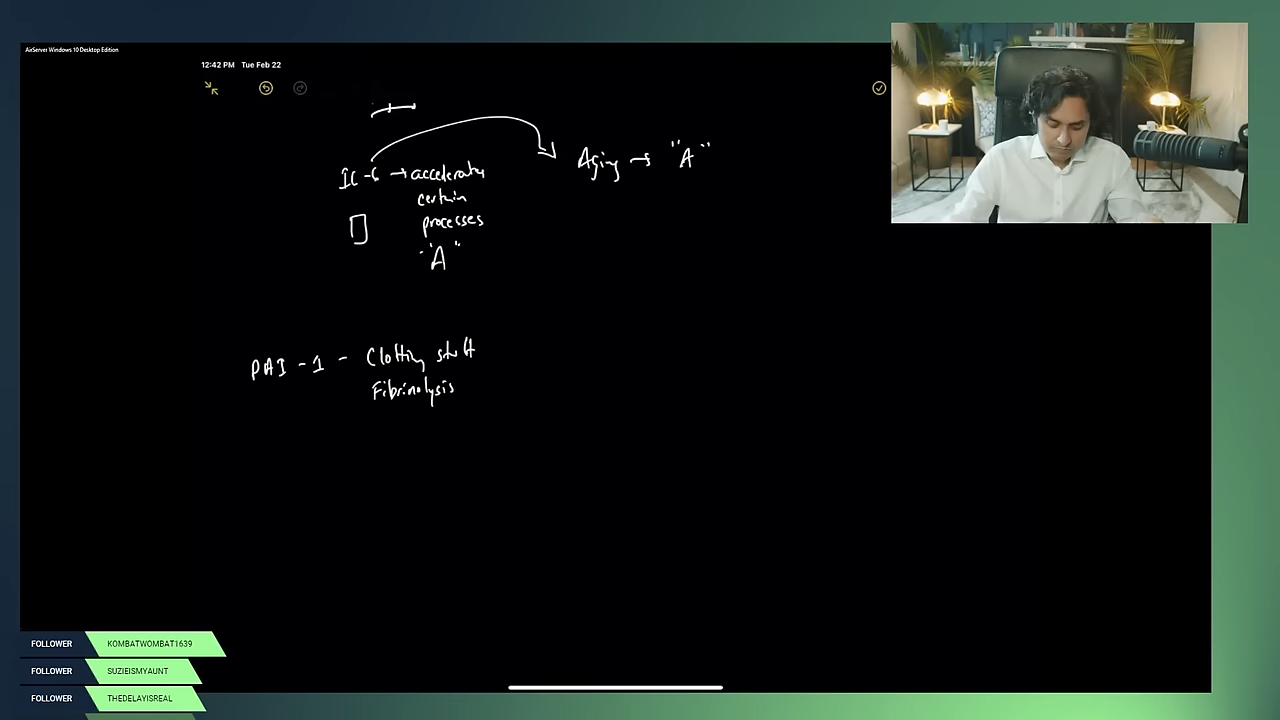 AirServer Windows 10 Desktop Edition
12:42 PM Tue Feb 22
IL-6 → accelerates
certain
processes
"A"
Aging → "A"
PAI-1 - Clotting stuff
Fibrinolysis
FOLLOWER KOMBATWOMBAT1639
FOLLOWER SUZIEISMYAUNT
FOLLOWER THEDELAYISREAL